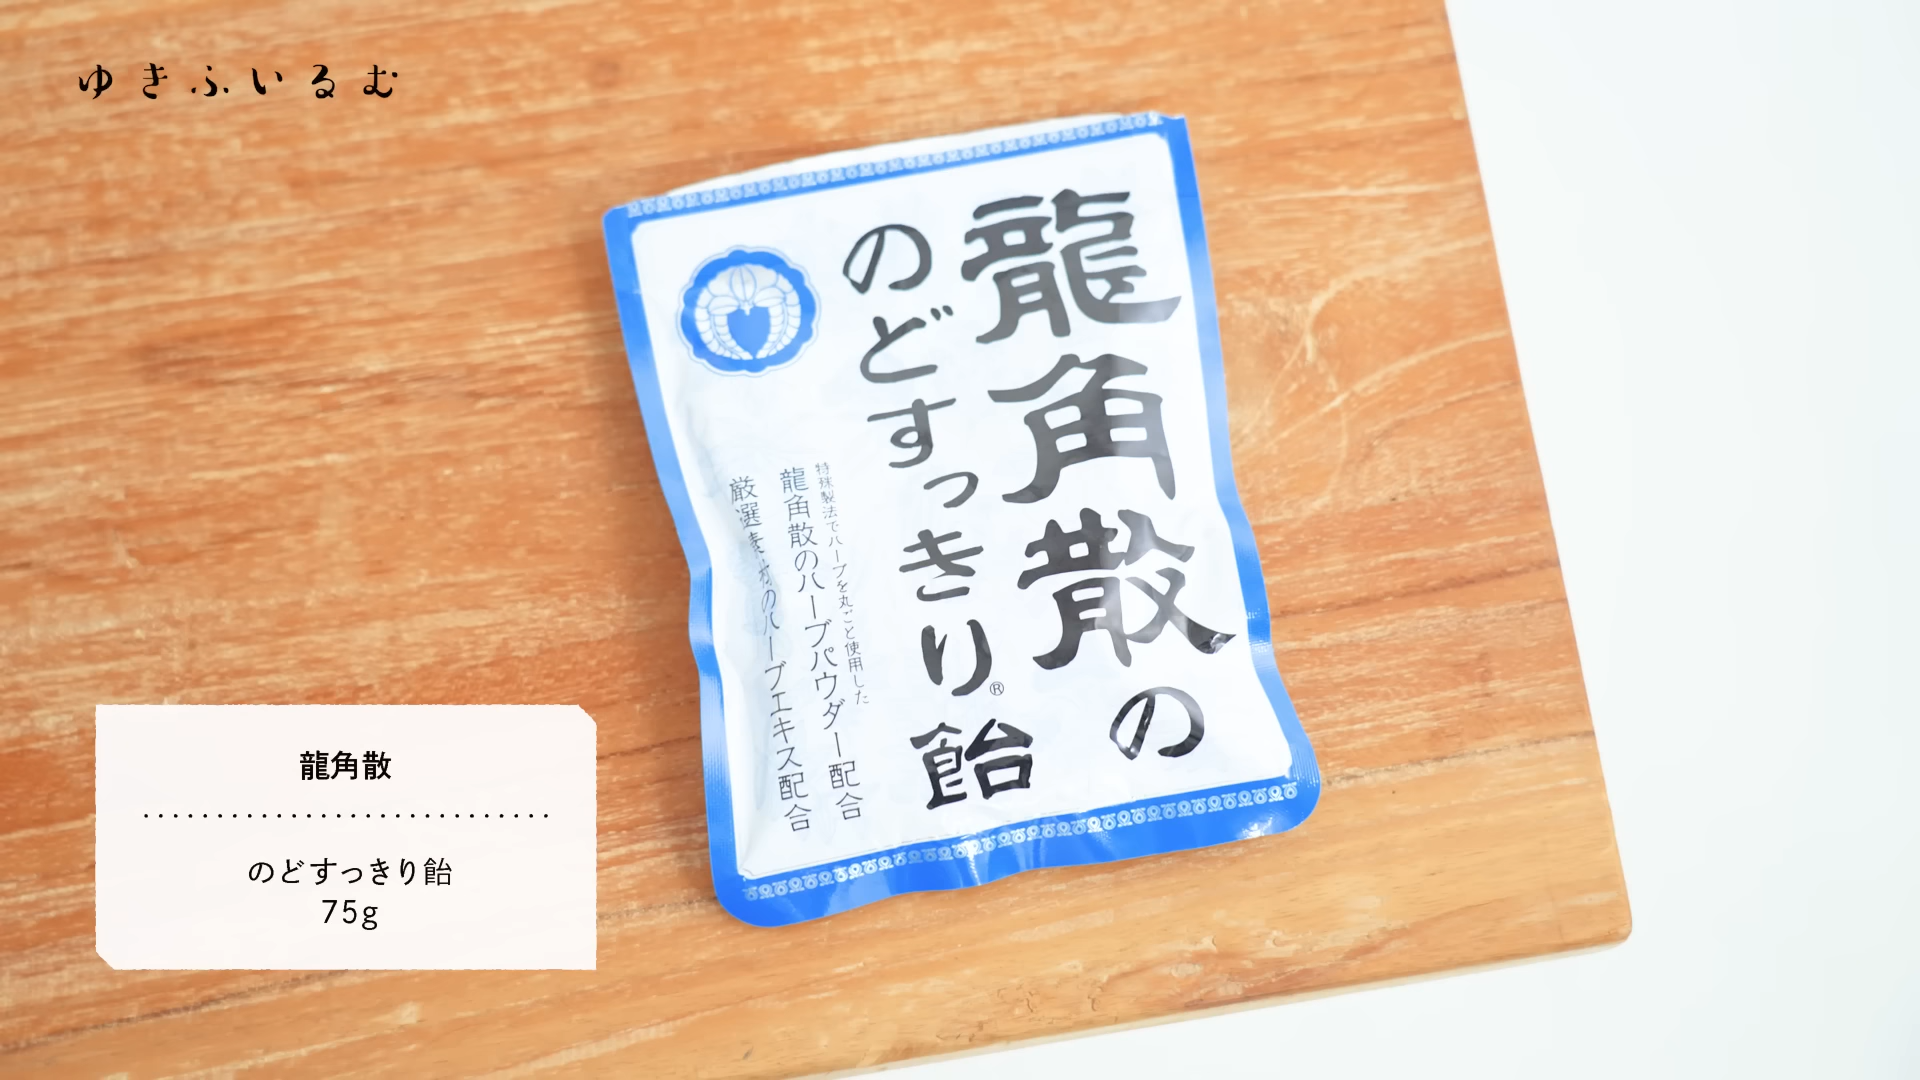 ゆきふいるむ
龍角散の
のどすっきり®飴
特殊製法でハーブを丸ごと使用した
龍角散のハーブパウダー配合
厳選素材のハーブエキス配合
龍角散
のどすっきり飴
75g